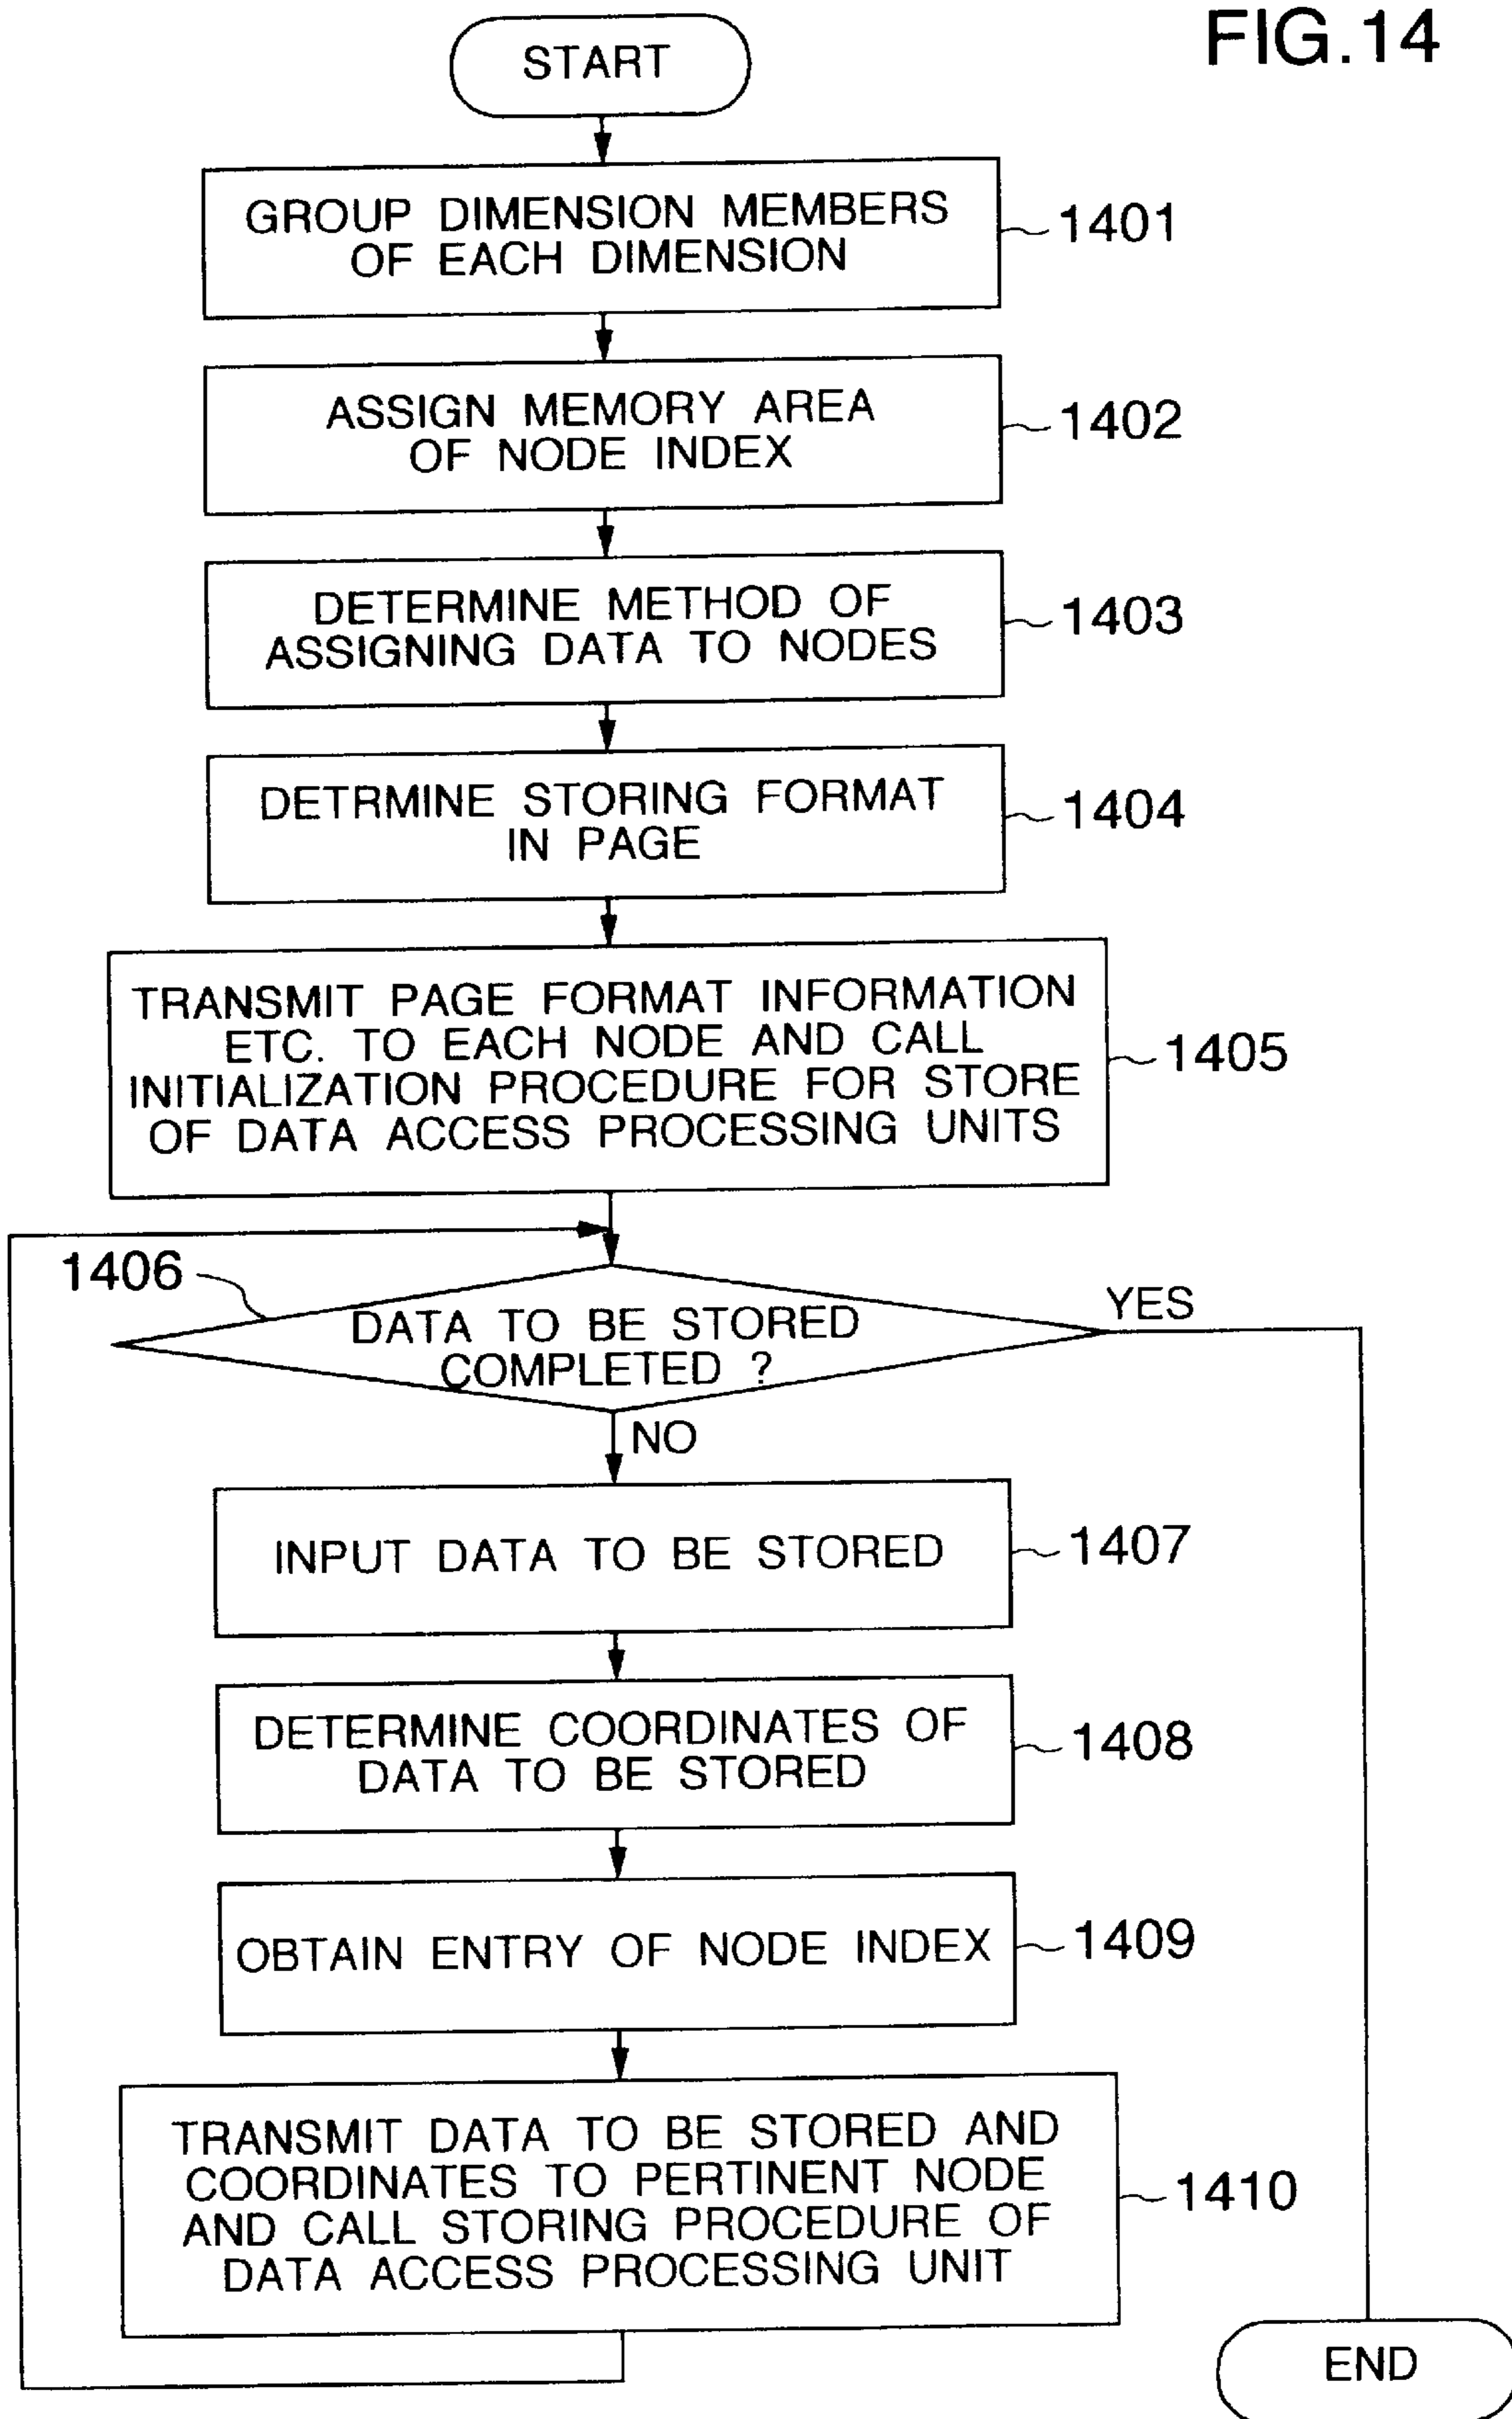 FIG.14
START
GROUP DIMENSION MEMBERS
OF EACH DIMENSION
1401
ASSIGN MEMORY AREA
OF NODE INDEX
1402
DETERMINE METHOD OF
ASSIGNING DATA TO NODES
1403
DETRMINE STORING FORMAT
IN PAGE
1404
TRANSMIT PAGE FORMAT INFORMATION
ETC. TO EACH NODE AND CALL
INITIALIZATION PROCEDURE FOR STORE
OF DATA ACCESS PROCESSING UNITS
1405
1406
DATA TO BE STORED
COMPLETED ?
YES
NO
INPUT DATA TO BE STORED
1407
DETERMINE COORDINATES OF
DATA TO BE STORED
1408
OBTAIN ENTRY OF NODE INDEX
1409
TRANSMIT DATA TO BE STORED AND
COORDINATES TO PERTINENT NODE
AND CALL STORING PROCEDURE OF
DATA ACCESS PROCESSING UNIT
1410
END